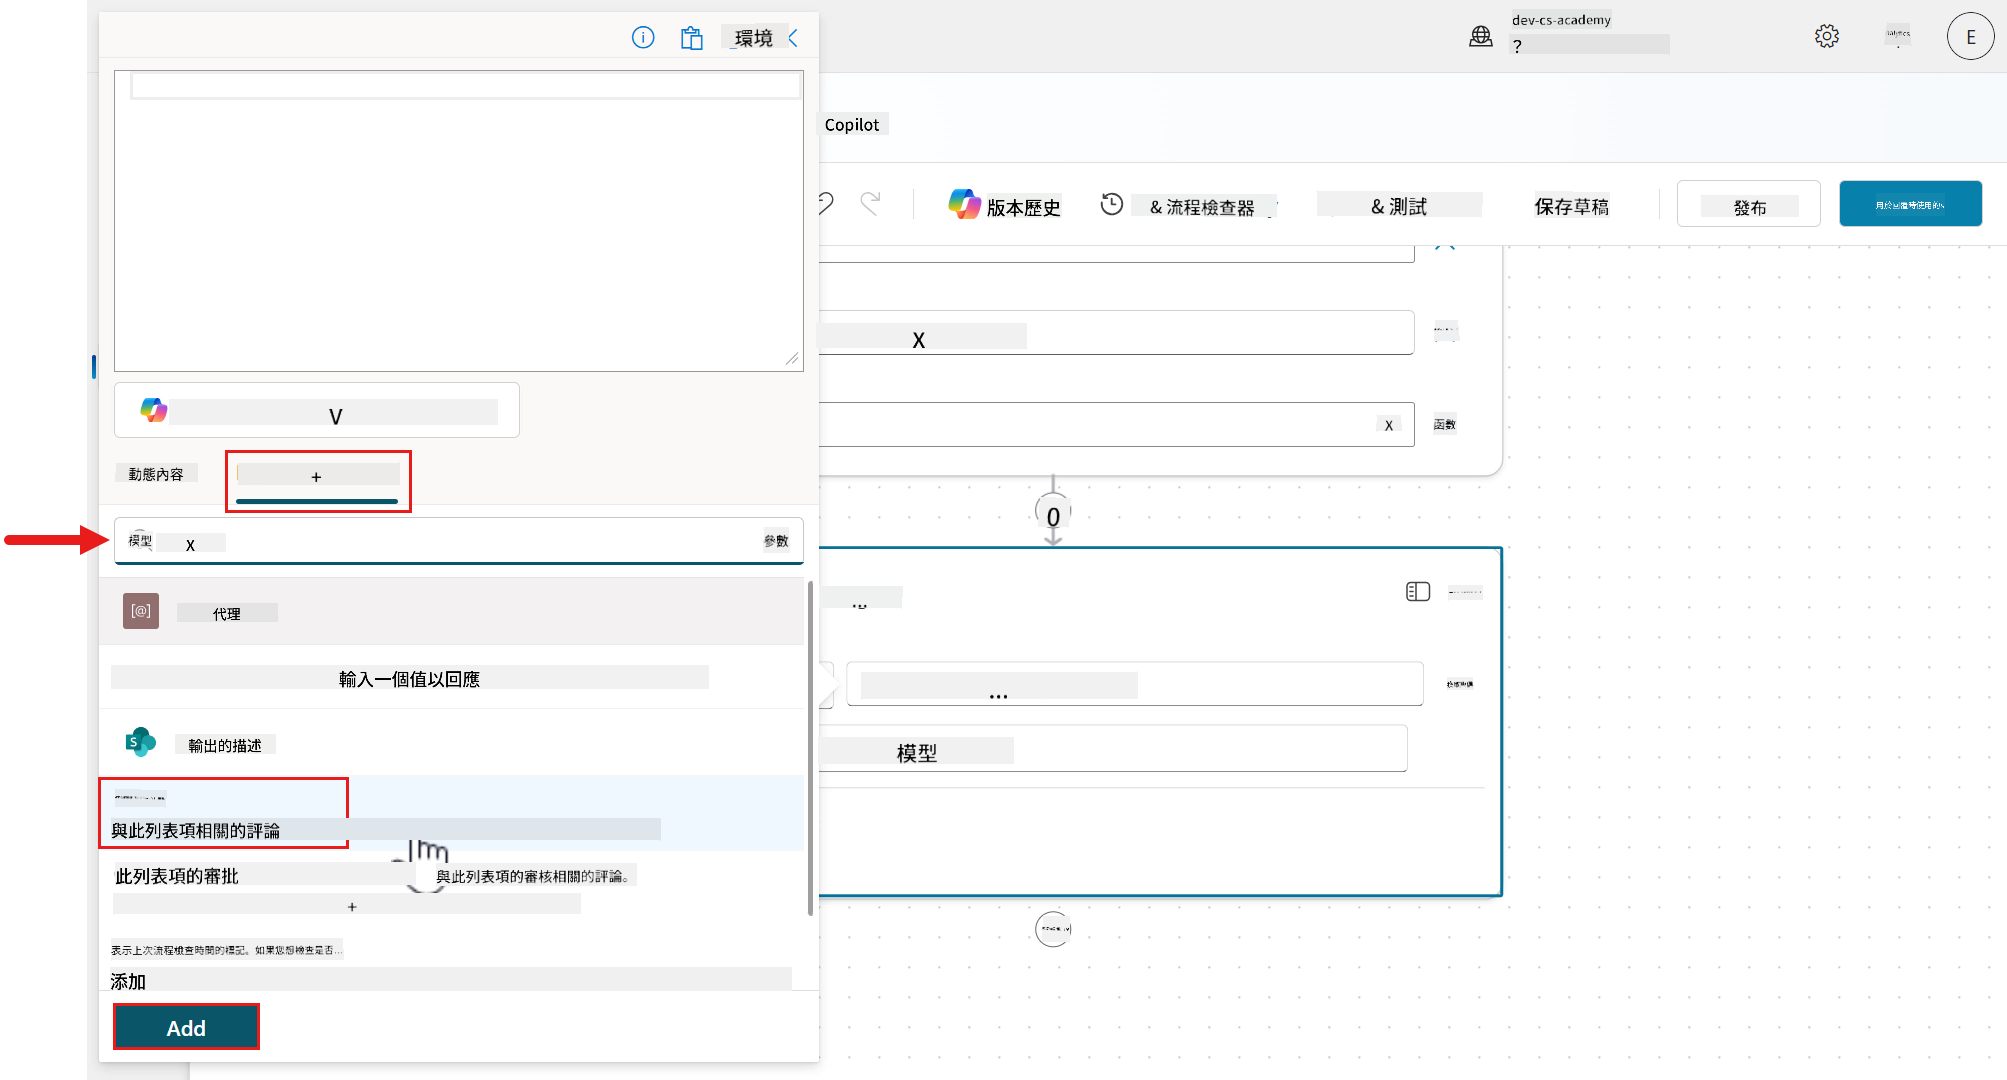 環境
dev-cs-academy
?
E
Copilot
版本歷史
& 流程檢查器
& 測試
保存草稿
發布
X
V
X
函數
動態內容
+
0
模型
X
參數
[@]
代理
輸入一個值以回應
...
S
輸出的描述
模型
與此列表項相關的評論
此列表項的審批
與此列表項的審核相關的評論。
+
表示上次流程檢查時間的標記。如果您想檢查是否...
添加
Add